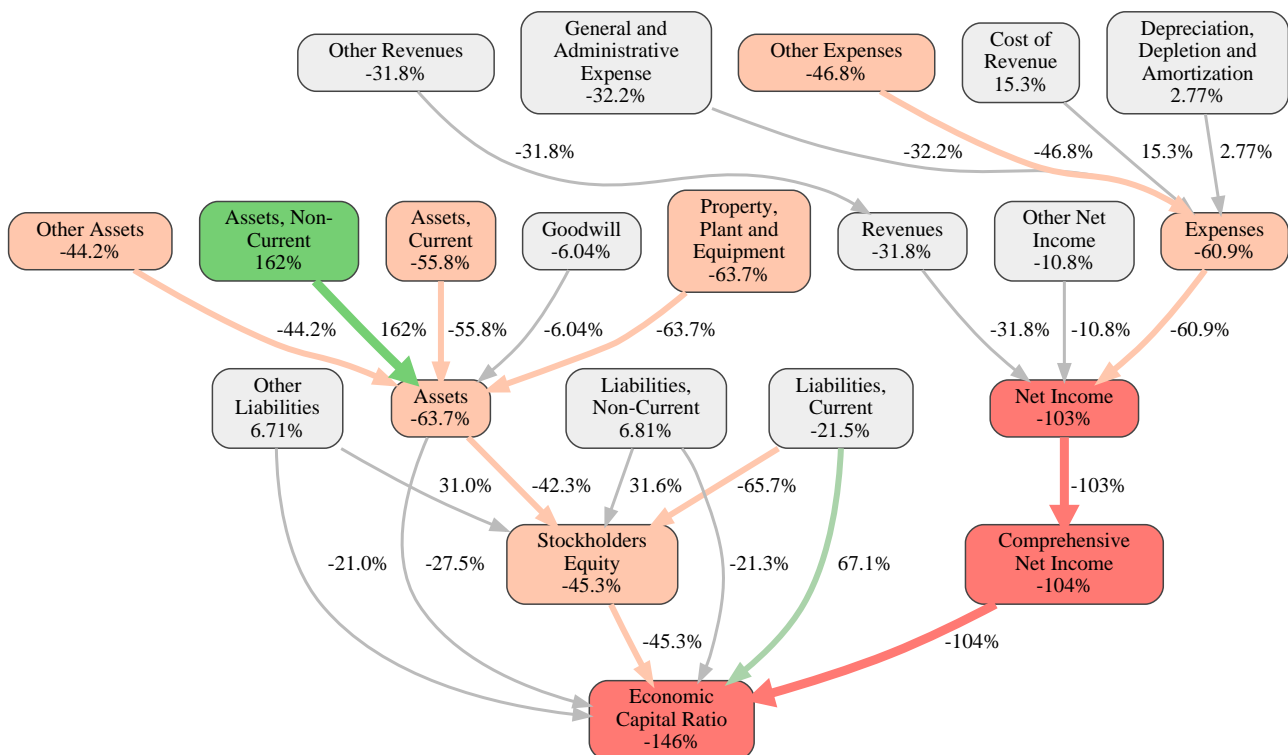 Other Revenues
-31.8%
General and
Administrative
Expense
-32.2%
Other Expenses
-46.8%
Cost of
Revenue
15.3%
Depreciation,
Depletion and
Amortization
2.77%
-31.8%
-32.2%
-46.8%
15.3%
2.77%
Other Assets
-44.2%
Assets, Non-
Current
162%
Assets,
Current
-55.8%
Goodwill
-6.04%
Property,
Plant and
Equipment
-63.7%
Revenues
-31.8%
Other Net
Income
-10.8%
Expenses
-60.9%
-44.2%
162%
-55.8%
-6.04%
-63.7%
-31.8%
-10.8%
-60.9%
Other
Liabilities
6.71%
Assets
-63.7%
Liabilities,
Non-Current
6.81%
Liabilities,
Current
-21.5%
Net Income
-103%
31.0%
-42.3%
31.6%
-65.7%
-103%
Stockholders
Equity
-45.3%
Comprehensive
Net Income
-104%
-21.0%
-27.5%
-21.3%
67.1%
-45.3%
-104%
Economic
Capital Ratio
-146%